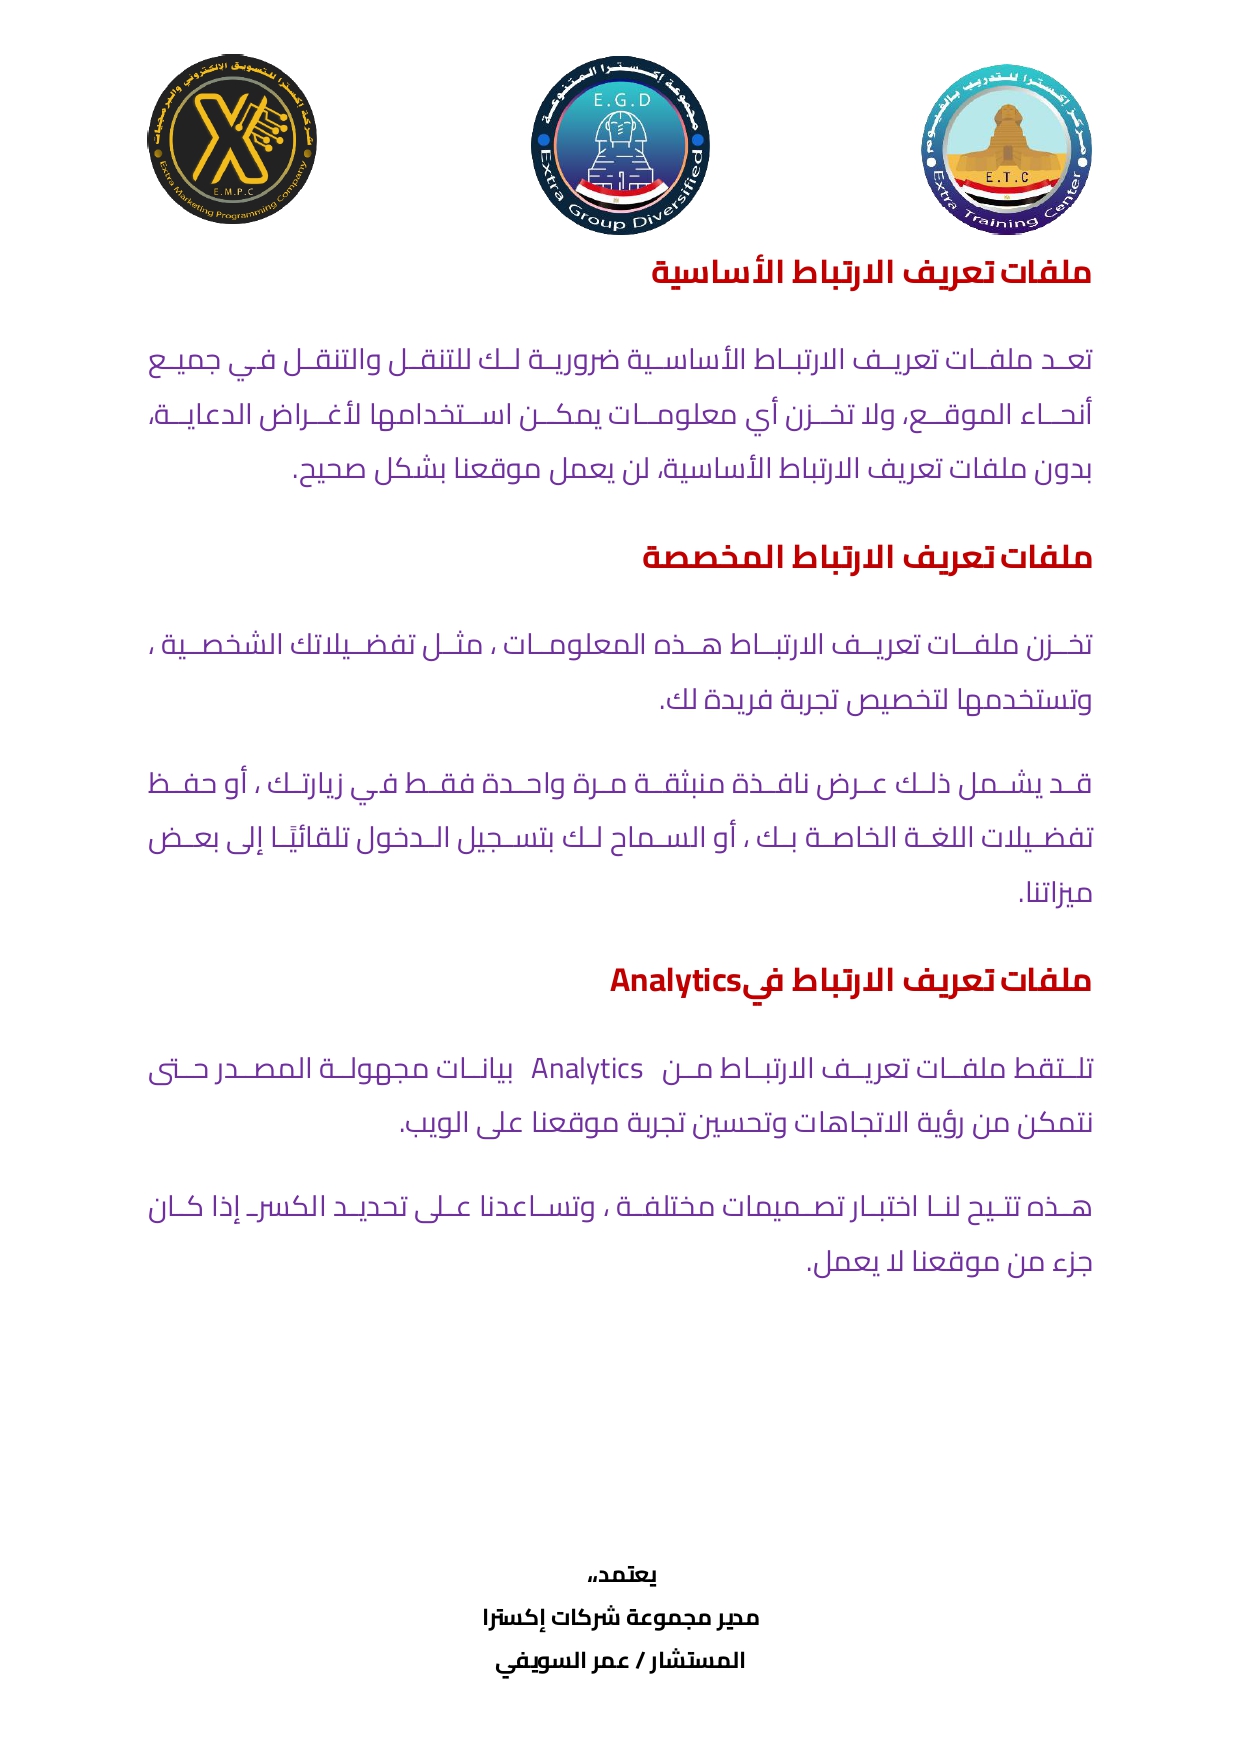 مركز إكسترا للتدريب بالفيوم
E.T.C
Extra Training Center
مجموعة إكسترا المتنوعة
E.G.D
Extra Group Diversified
شركة إكسترا للتسويق الالكتروني والبرمجيات
E.M.P.C
Extra Marketing Programming Company
ملفات تعريف الارتباط الأساسية
تعد ملفات تعريف الارتباط الأساسية ضرورية لك للتنقل والتنقل في جميع
أنحاء الموقع، ولا تخزن أي معلومات يمكن استخدامها لأغراض الدعاية،
بدون ملفات تعريف الارتباط الأساسية، لن يعمل موقعنا بشكل صحيح.
ملفات تعريف الارتباط المخصصة
تخزن ملفات تعريف الارتباط هذه المعلومات ، مثل تفضيلاتك الشخصية ،
وتستخدمها لتخصيص تجربة فريدة لك.
قد يشمل ذلك عرض نافذة منبثقة مرة واحدة فقط في زيارتك ، أو حفظ
تفضيلات اللغة الخاصة بك ، أو السماح لك بتسجيل الدخول تلقائيًا إلى بعض
ميزاتنا.
ملفات تعريف الارتباط فيAnalytics
تلتقط ملفات تعريف الارتباط من Analytics بيانات مجهولة المصدر حتى
نتمكن من رؤية الاتجاهات وتحسين تجربة موقعنا على الويب.
هذه تتيح لنا اختبار تصميمات مختلفة ، وتساعدنا على تحديد الكسر إذا كان
جزء من موقعنا لا يعمل.
يعتمد،،
مدير مجموعة شركات إكسترا
المستشار / عمر السويفي